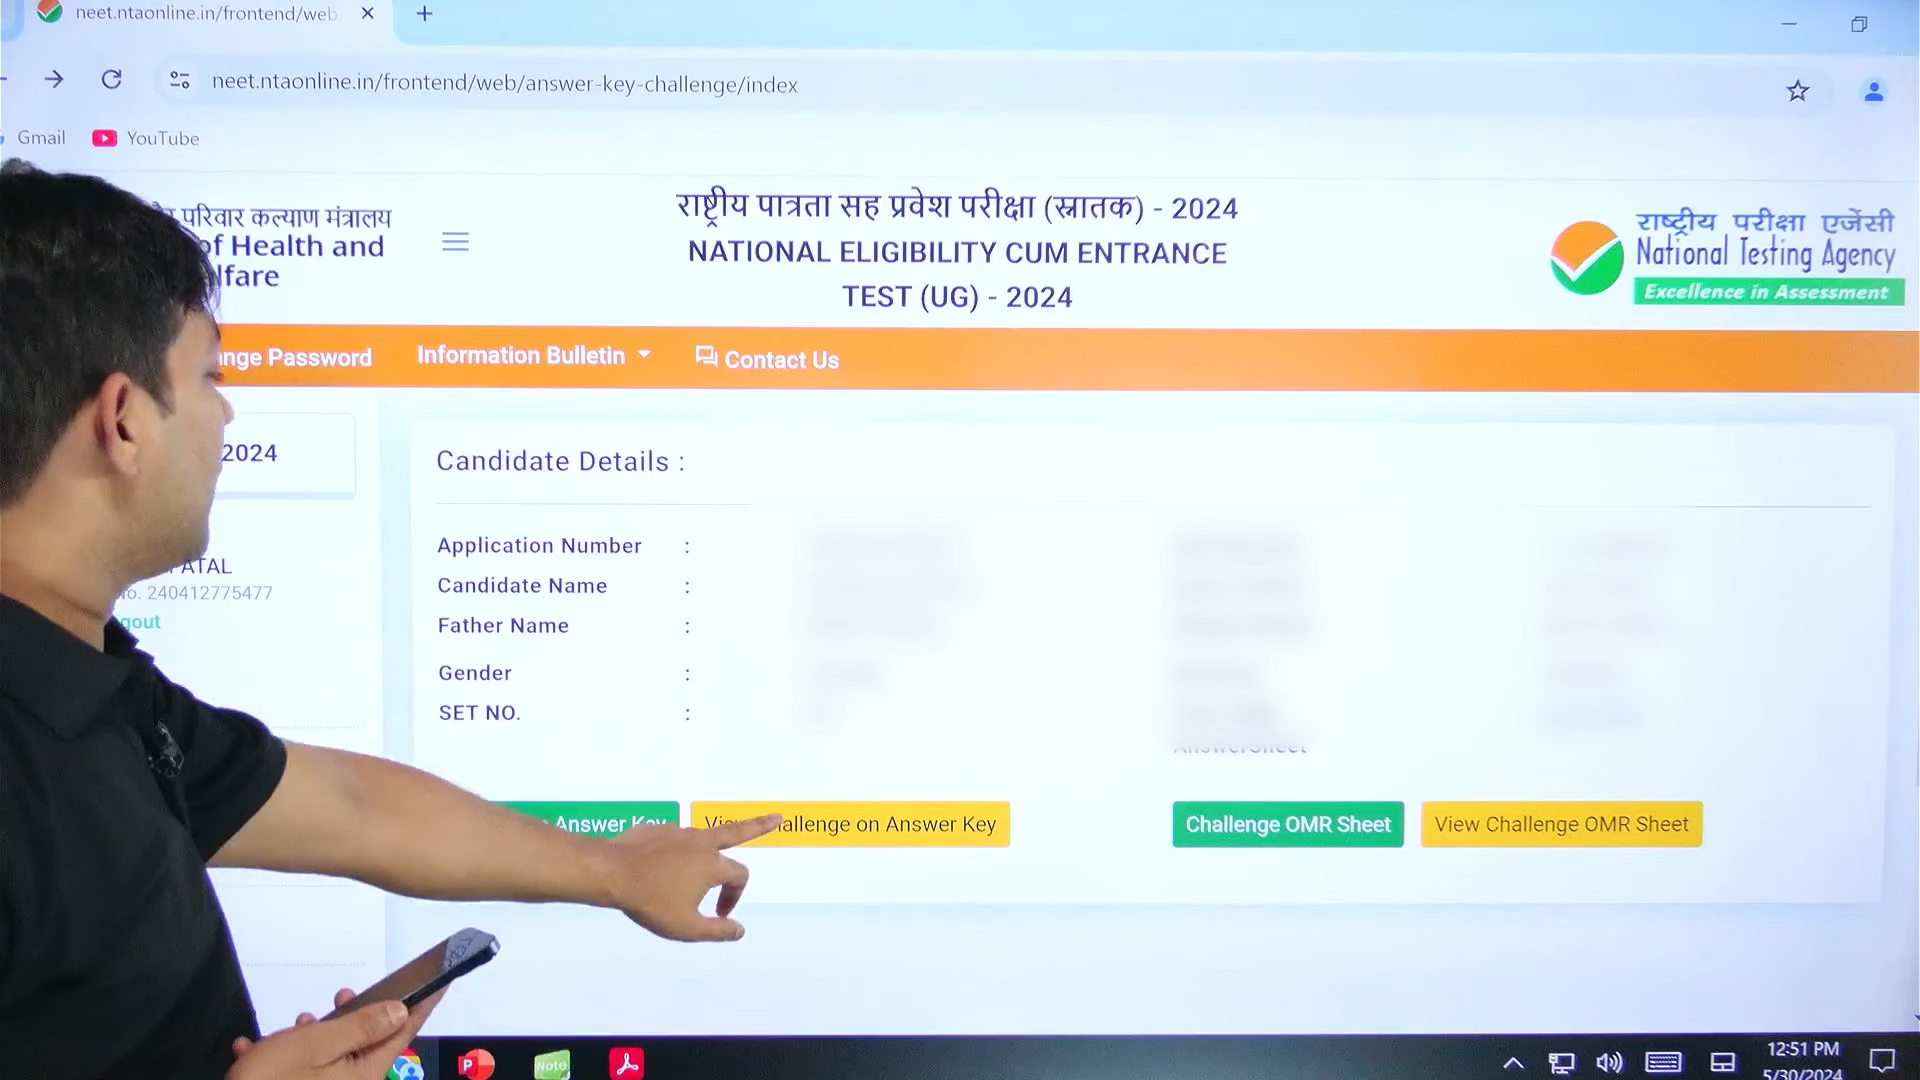 neet.ntaonline.in/frontend/web
neet.ntaonline.in/frontend/web/answer-key-challenge/index
Gmail
YouTube
परिवार कल्याण मंत्रालय
of Health and
lfare
राष्ट्रीय पात्रता सह प्रवेश परीक्षा (स्नातक) - 2024
NATIONAL ELIGIBILITY CUM ENTRANCE
TEST (UG) - 2024
राष्ट्रीय परीक्षा एजेंसी
National Testing Agency
Excellence in Assessment
nge Password
Information Bulletin
Contact Us
2024
ATAL
No. 240412775477
gout
Candidate Details :
Application Number :
Candidate Name :
Father Name :
Gender :
SET NO. :
Answer Key
View Challenge on Answer Key
Challenge OMR Sheet
View Challenge OMR Sheet
Note
12:51 PM
5/30/2024